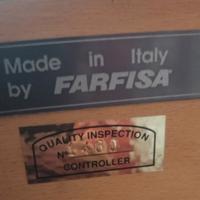 Made in Italy
by FARFISA
QUALITY INSPECTION
N°
CONTROLLER